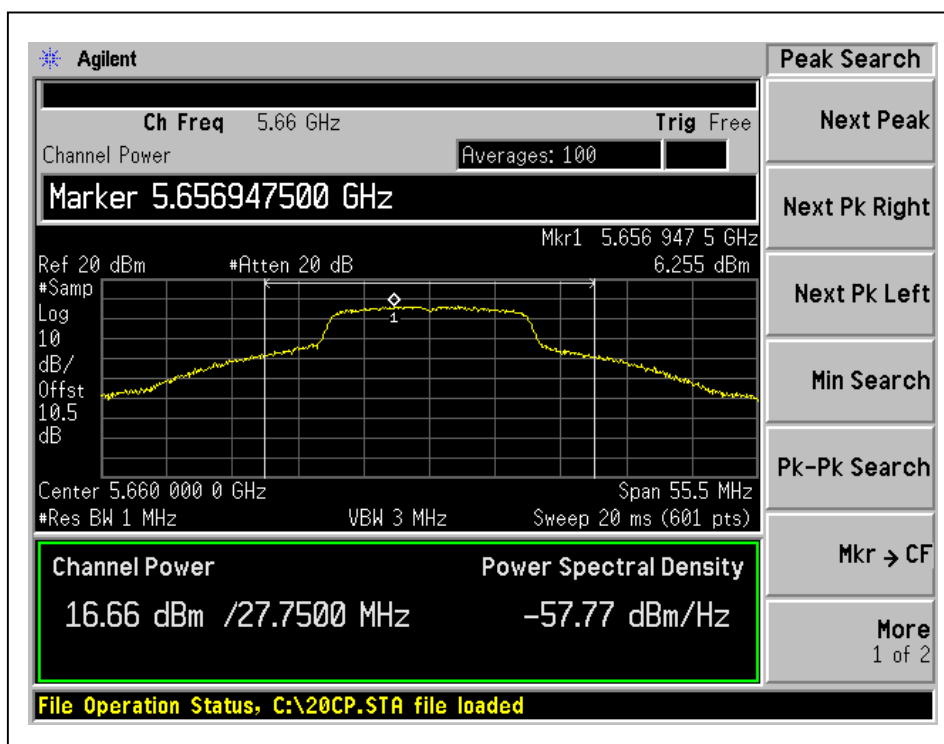 Agilent
Peak Search
Ch Freq 5.66 GHz Trig Free
Channel Power Averages: 100
Marker 5.656947500 GHz
Mkr1 5.656 947 5 GHz
Ref 20 dBm #Atten 20 dB 6.255 dBm
#Samp
Log
10
dB/
Offst
10.5
dB
1
Center 5.660 000 0 GHz Span 55.5 MHz
#Res BW 1 MHz VBW 3 MHz Sweep 20 ms (601 pts)
Channel Power Power Spectral Density
16.66 dBm /27.7500 MHz -57.77 dBm/Hz
File Operation Status, C:\20CP.STA file loaded
Next Peak
Next Pk Right
Next Pk Left
Min Search
Pk-Pk Search
Mkr → CF
More
1 of 2